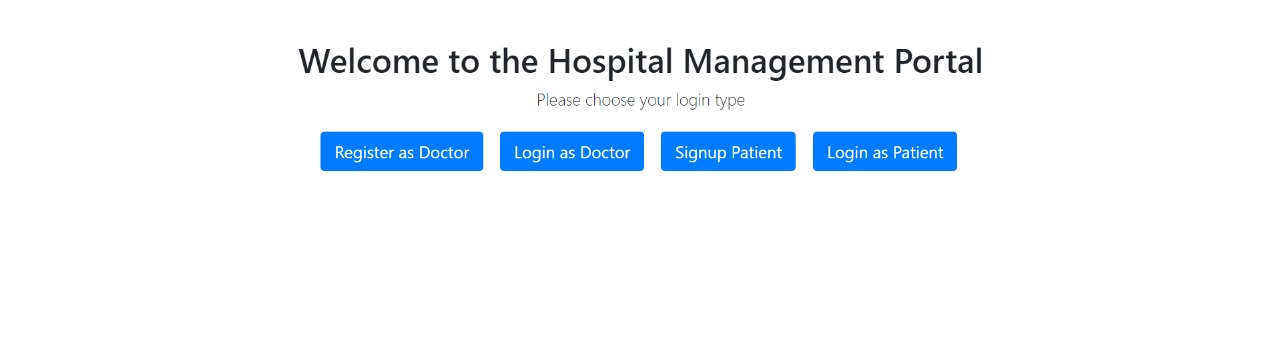 Welcome to the Hospital Management Portal
Please choose your login type
Register as Doctor Login as Doctor Signup Patient Login as Patient